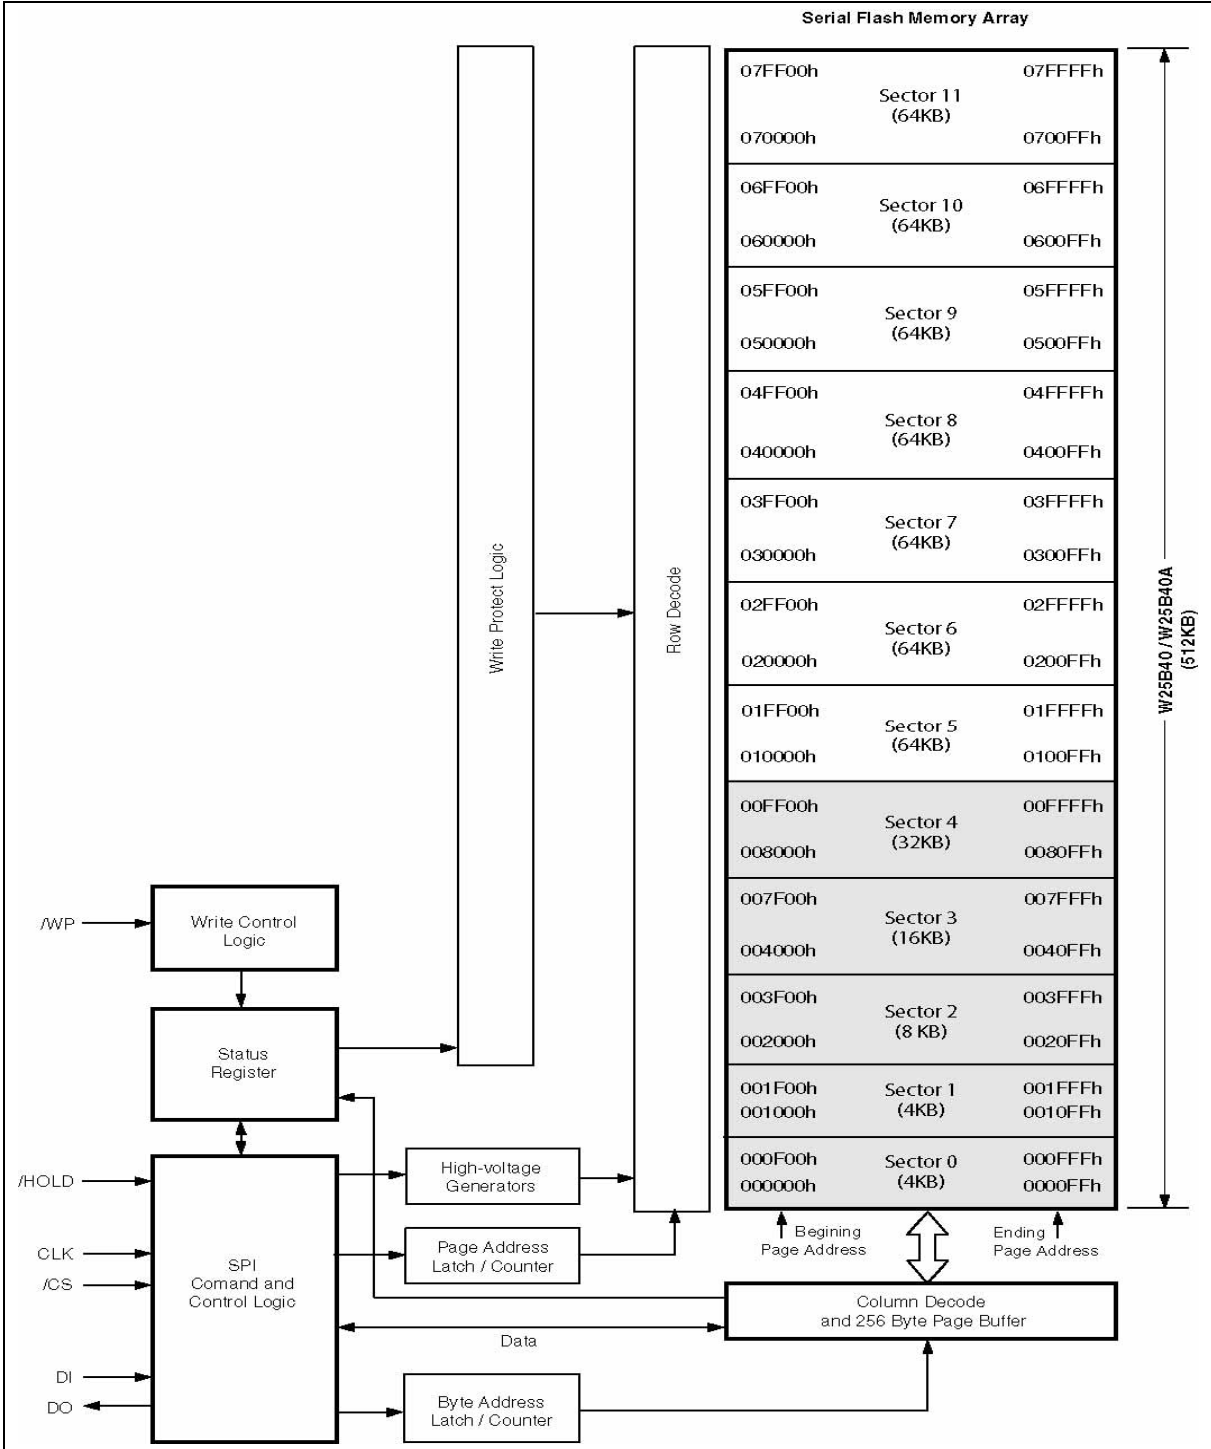 Serial Flash Memory Array
07FF00h 07FFFFh
Sector 11
(64KB)
070000h 0700FFh
06FF00h 06FFFFh
Sector 10
(64KB)
060000h 0600FFh
05FF00h 05FFFFh
Sector 9
(64KB)
050000h 0500FFh
04FF00h 04FFFFh
Sector 8
(64KB)
040000h 0400FFh
03FF00h 03FFFFh
Sector 7
(64KB)
030000h 0300FFh
02FF00h 02FFFFh
Sector 6
(64KB)
020000h 0200FFh
01FF00h 01FFFFh
Sector 5
(64KB)
010000h 0100FFh
00FF00h 00FFFFh
Sector 4
(32KB)
008000h 0080FFh
007F00h 007FFFh
Sector 3
(16KB)
004000h 0040FFh
003F00h 003FFFh
Sector 2
(8 KB)
002000h 0020FFh
001F00h Sector 1 001FFFh
001000h (4KB) 0010FFh
000F00h Sector 0 000FFFh
000000h (4KB) 0000FFh
Begining
Page Address
Ending
Page Address
W25B40 / W25B40A
(512KB)
Write Protect Logic
Row Decode
/WP
Write Control
Logic
Status
Register
/HOLD
CLK
/CS
DI
DO
SPI
Comand and
Control Logic
High-voltage
Generators
Page Address
Latch / Counter
Column Decode
and 256 Byte Page Buffer
Data
Byte Address
Latch / Counter